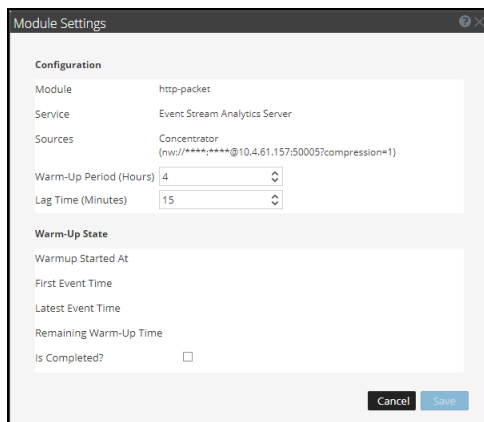 Module Settings
Configuration
Module http-packet
Service Event Stream Analytics Server
Sources Concentrator
(nw://****:****@10.4.61.157:50005?compression=1)
Warm-Up Period (Hours) 4
Lag Time (Minutes) 15
Warm-Up State
Warmup Started At
First Event Time
Latest Event Time
Remaining Warm-Up Time
Is Completed?
Cancel Save